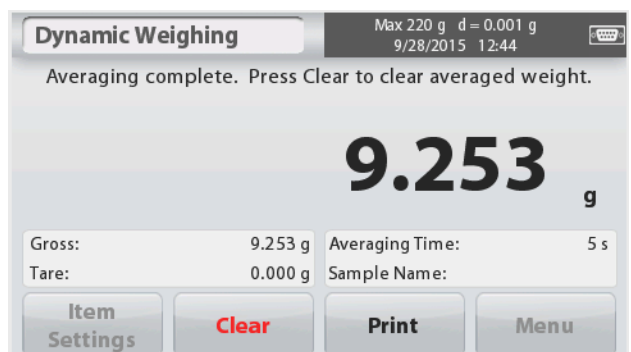 Dynamic Weighing
Max 220 g d = 0.001 g
9/28/2015 12:44
Averaging complete. Press Clear to clear averaged weight.
9.253 g
Gross: 9.253 g
Tare: 0.000 g
Averaging Time: 5 s
Sample Name:
Item
Settings
Clear
Print
Menu